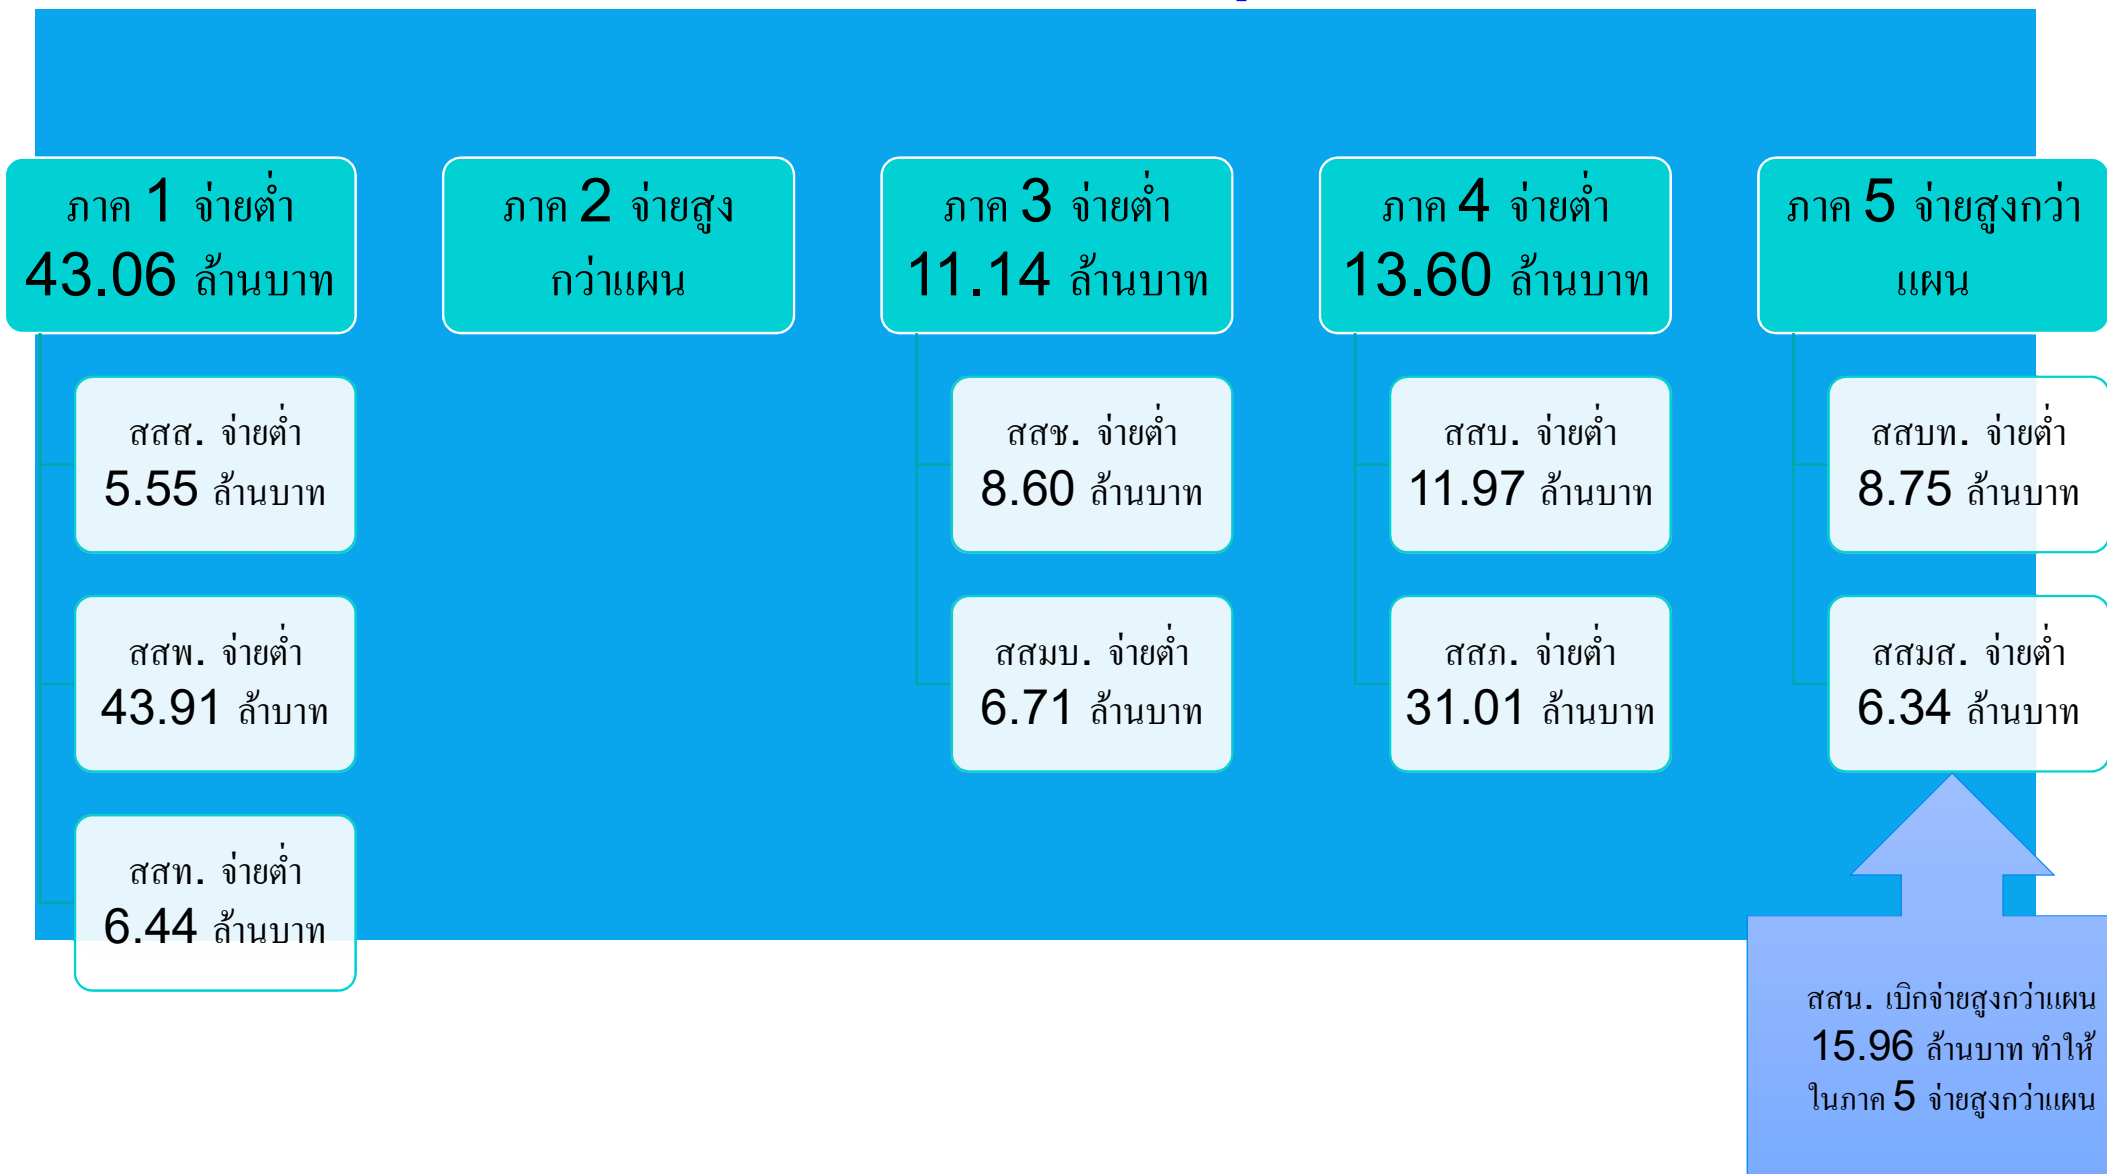 ภาค 1 จ่ายต่ำ
43.06 ล้านบาท
สสส. จ่ายต่ำ
5.55 ล้านบาท
สสพ. จ่ายต่ำ
43.91 ล้าบาท
สสท. จ่ายต่ำ
6.44 ล้านบาท
ภาค 2 จ่ายสูง
กว่าแผน
ภาค 3 จ่ายต่ำ
11.14 ล้านบาท
สสช. จ่ายต่ำ
8.60 ล้านบาท
สสมบ. จ่ายต่ำ
6.71 ล้านบาท
ภาค 4 จ่ายต่ำ
13.60 ล้านบาท
สสบ. จ่ายต่ำ
11.97 ล้านบาท
สสภ. จ่ายต่ำ
31.01 ล้านบาท
ภาค 5 จ่ายสูงกว่า
แผน
สสบท. จ่ายต่ำ
8.75 ล้านบาท
สสมส. จ่ายต่ำ
6.34 ล้านบาท
สสน. เบิกจ่ายสูงกว่าแผน
15.96 ล้านบาท ทำให้
ในภาค 5 จ่ายสูงกว่าแผน